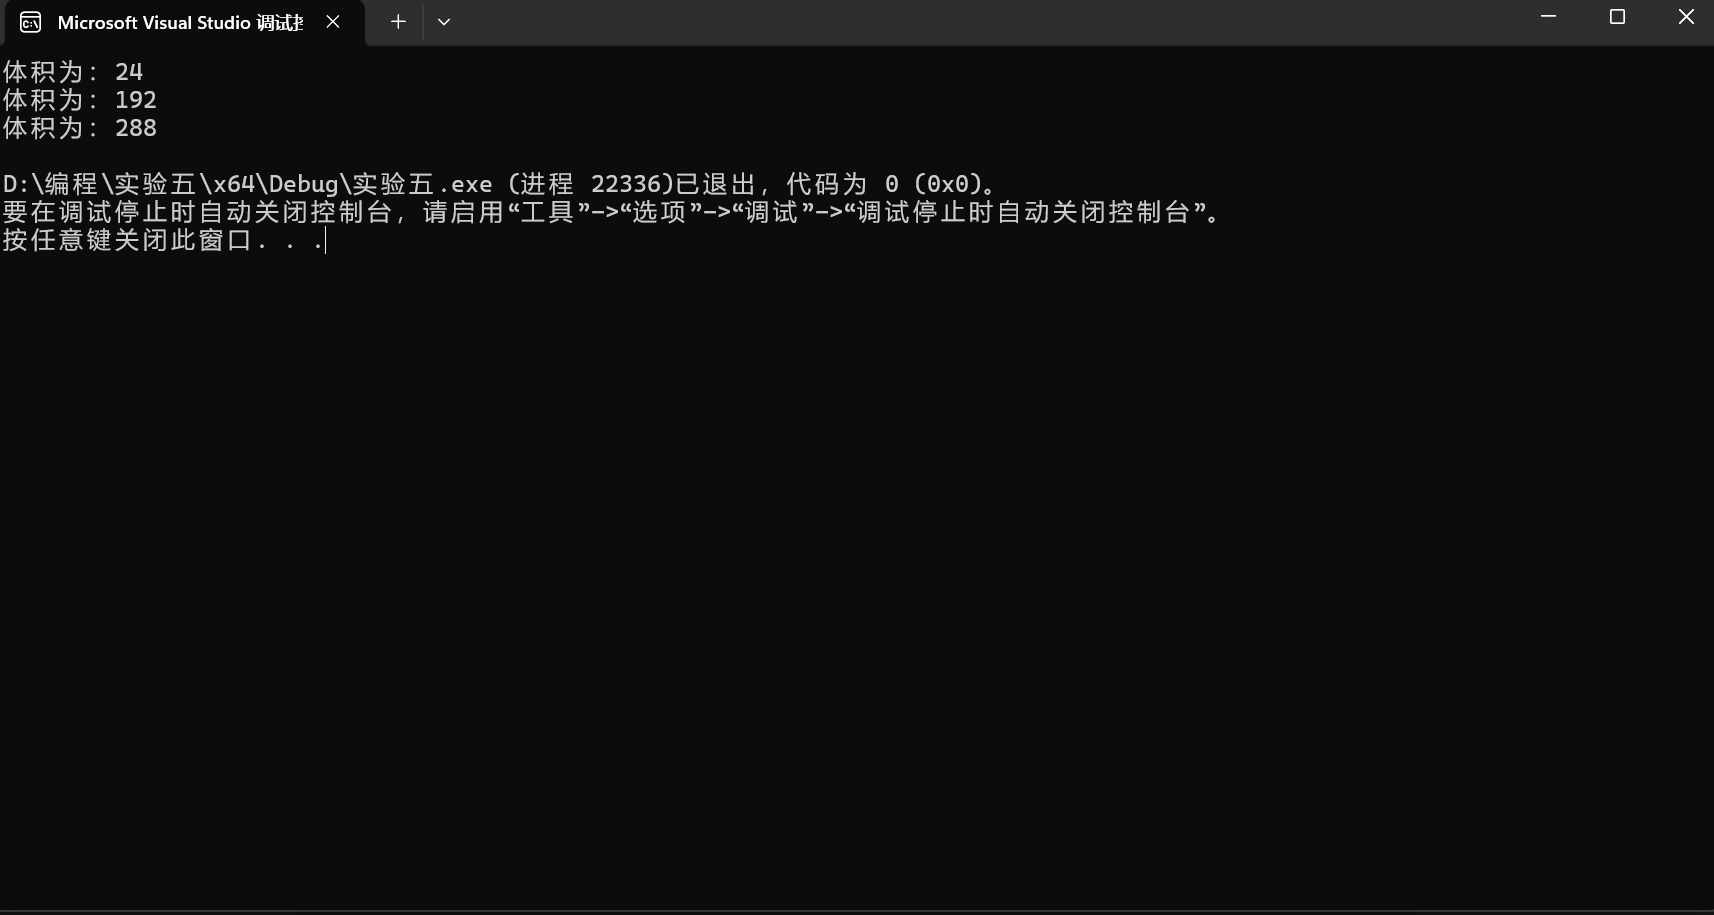 Microsoft Visual Studio 调试
体积为: 24
体积为: 192
体积为: 288
D:\编程\实验五\x64\Debug\实验五.exe (进程 22336)已退出，代码为 0 (0x0)。
要在调试停止时自动关闭控制台，请启用“工具”->“选项”->“调试”->“调试停止时自动关闭控制台”。
按任意键关闭此窗口. . .